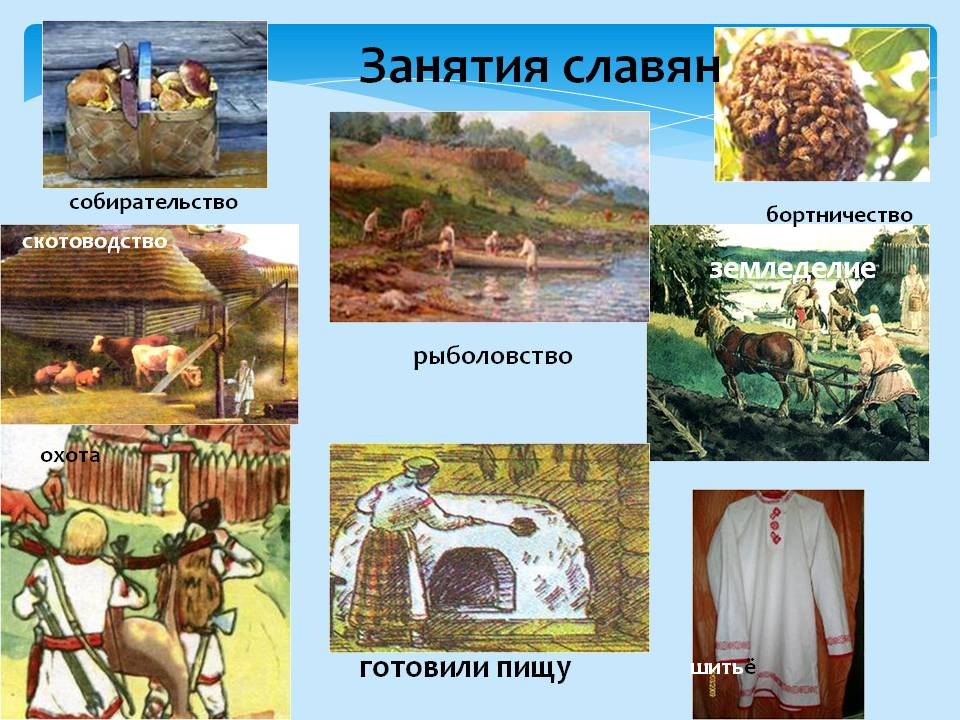 Занятия славян
собирательство
бортничество
скотоводство
земледелие
рыболовство
охота
готовили пищу
шитьё